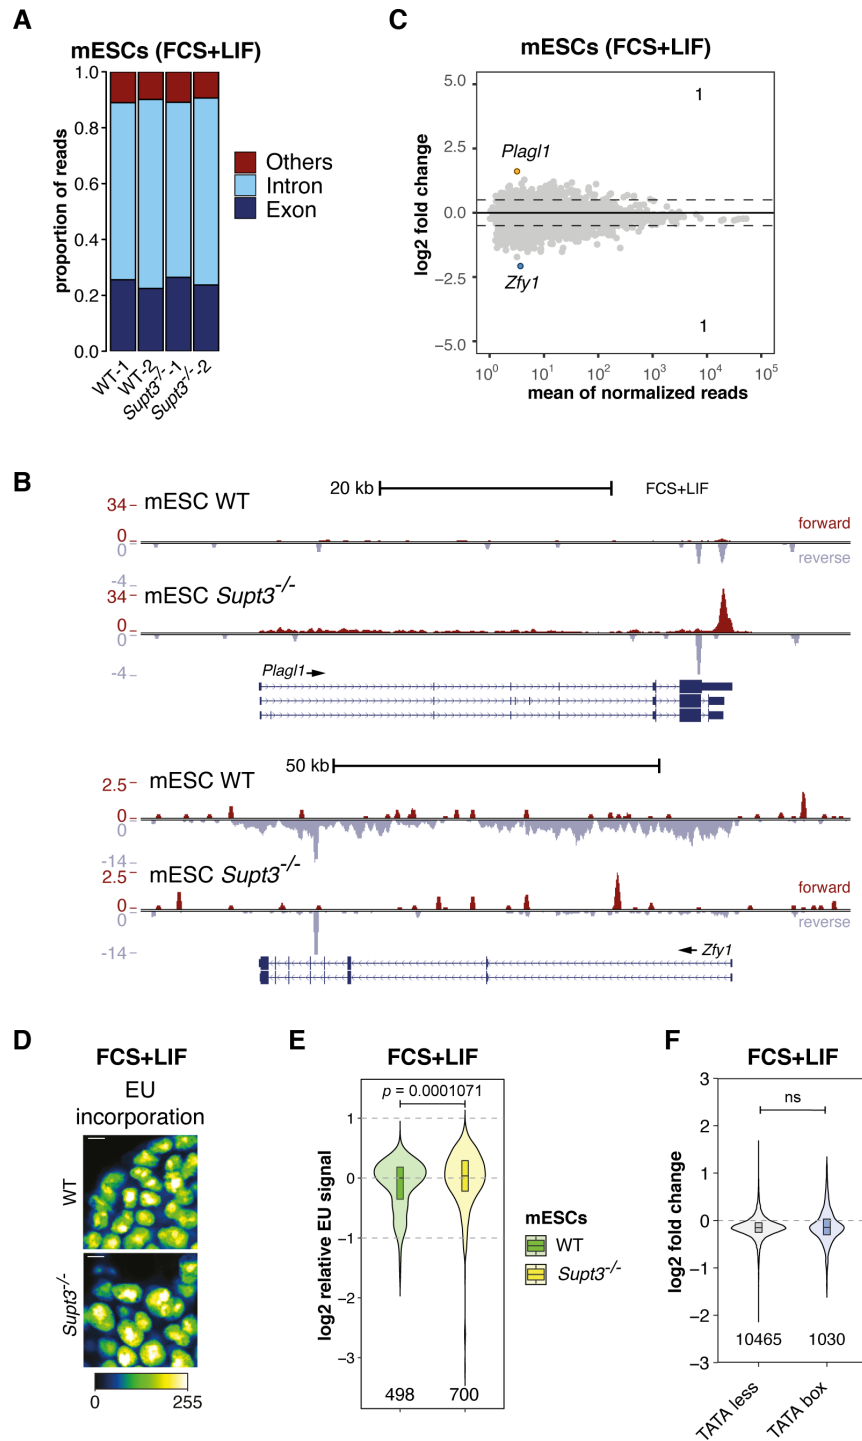 A
mESCs (FCS+LIF)
proportion of reads
1.0
0.8
0.6
0.4
0.2
0.0
WT-1
WT-2
Supt3-/--1
Supt3-/--2
Others
Intron
Exon
C
mESCs (FCS+LIF)
log2 fold change
5.0
2.5
0.0
−2.5
−5.0
1
Plagl1
Zfy1
1
10^0
10^1
10^2
10^3
10^4
10^5
mean of normalized reads
B
20 kb
FCS+LIF
mESC WT
34
0
0
-4
forward
reverse
mESC Supt3-/-
34
0
0
-4
Plagl1
50 kb
mESC WT
2.5
0
0
-14
mESC Supt3-/-
2.5
0
0
-14
forward
reverse
Zfy1
D
FCS+LIF
EU
incorporation
WT
Supt3-/-
0
255
E
FCS+LIF
p = 0.0001071
log2 relative EU signal
1
0
−1
−2
−3
498
700
mESCs
WT
Supt3-/-
F
FCS+LIF
ns
log2 fold change
3
2
1
0
−1
−2
−3
10465
1030
TATA less
TATA box